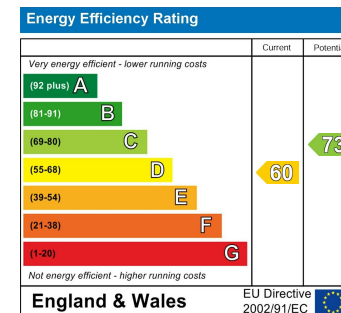 Energy Efficiency Rating
Current Potenti
Very energy efficient - lower running costs
(92 plus) A
(81-91) B
(69-80) C
73
(55-68) D
60
(39-54) E
(21-38) F
(1-20) G
Not energy efficient - higher running costs
England & Wales
EU Directive
2002/91/EC